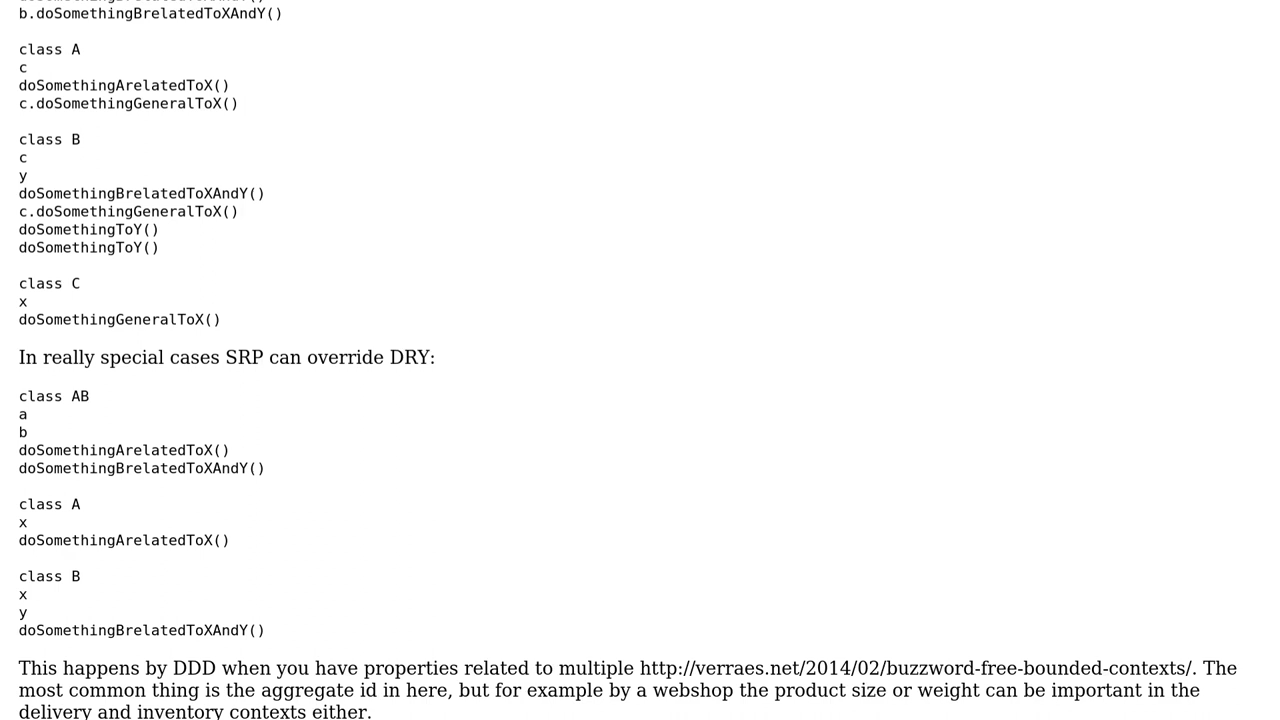 b.doSomethingBrelatedToXAndY()
class A
c
doSomethingArelatedToX()
c.doSomethingGeneralToX()
class B
c
y
doSomethingBrelatedToXAndY()
c.doSomethingGeneralToX()
doSomethingToY()
doSomethingToY()
class C
x
doSomethingGeneralToX()
In really special cases SRP can override DRY:
class AB
a
b
doSomethingArelatedToX()
doSomethingBrelatedToXAndY()
class A
x
doSomethingArelatedToX()
class B
x
y
doSomethingBrelatedToXAndY()
This happens by DDD when you have properties related to multiple http://verraes.net/2014/02/buzzword-free-bounded-contexts/. The
most common thing is the aggregate id in here, but for example by a webshop the product size or weight can be important in the
delivery and inventory contexts either.